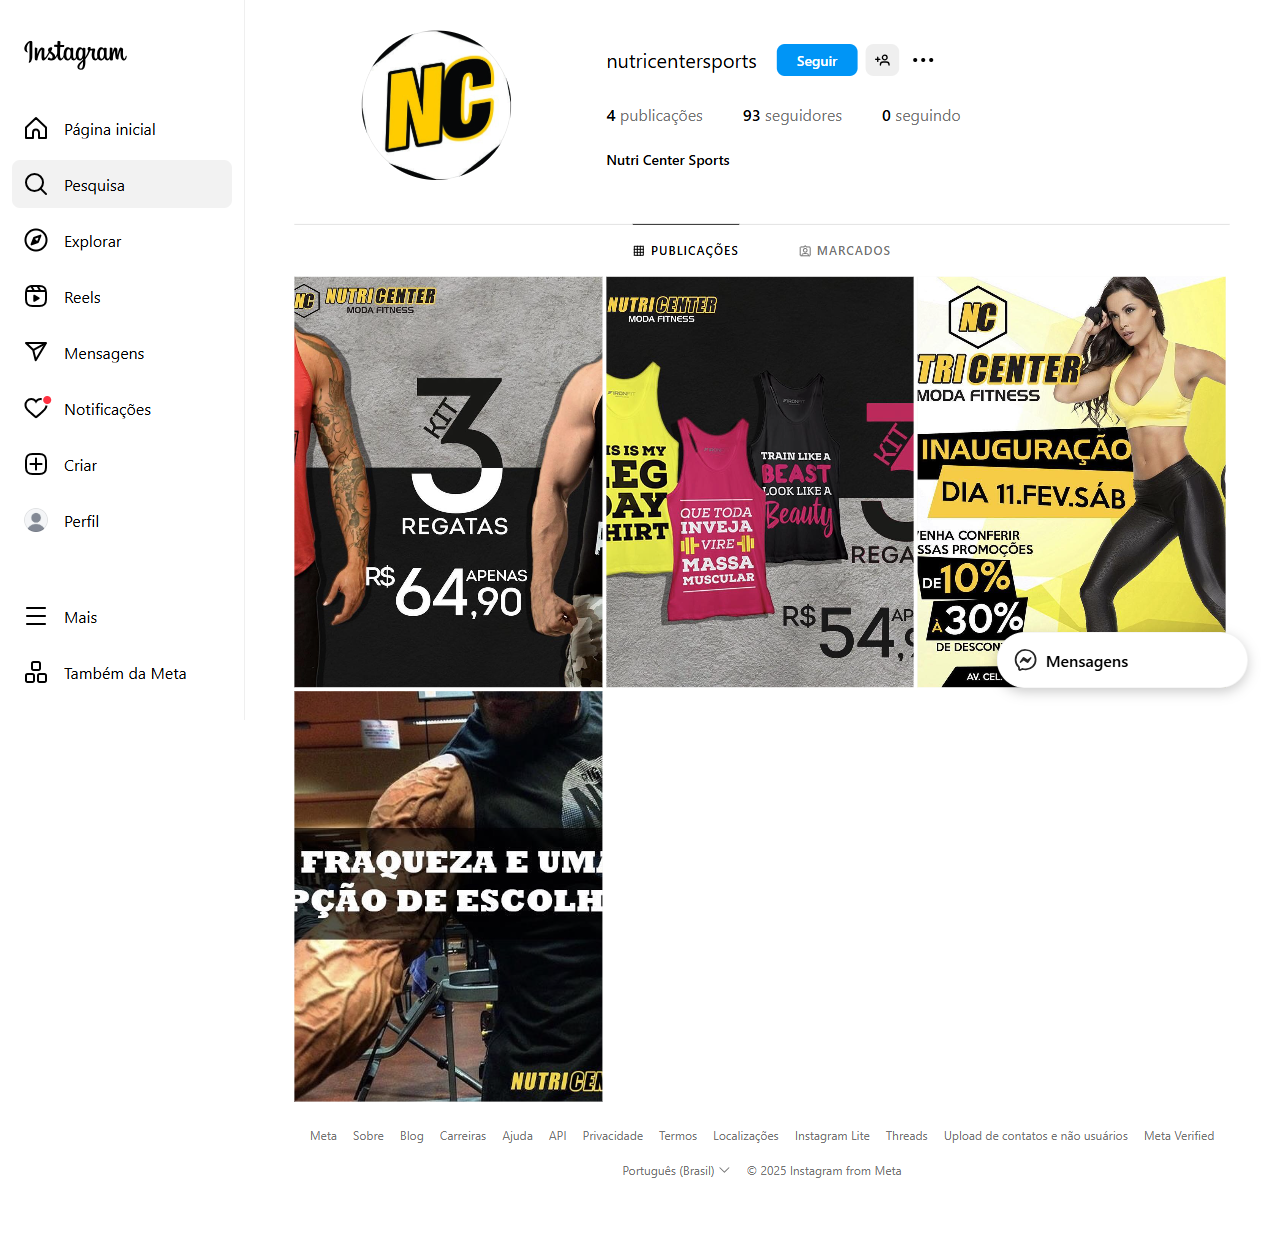 Instagram
Página inicial
Pesquisa
Explorar
Reels
Mensagens
Notificações
Criar
Perfil
Mais
Também da Meta
NC
nutricentersports
Seguir
4 publicações 93 seguidores 0 seguindo
Nutri Center Sports
PUBLICAÇÕES
MARCADOS
NC NUTRI CENTER
MODA FITNESS
KIT 3
REGATAS
R$ 64,90 APENAS
NUTRI CENTER
MODA FITNESS
IRONFIT
IS IS MY
LEG
DAY
HIRT
QUE TODA
INVEJA
VIRE
MASSA
MUSCULAR
TRAIN LIKE A
BEAST
LOOK LIKE A
Beauty
KIT
REGA
R$ 54,9
AP
NC
TRI CENTER
MODA FITNESS
INAUGURAÇÃO
DIA 11.FEV.SÁB
VENHA CONFERIR
SSAS PROMOÇÕES
DE 10%
À 30%
DE DESCON
AV. CEL.
Mensagens
FRAQUEZA E UMA
PÇÃO DE ESCOLH
NUTRI CEN
Meta Sobre Blog Carreiras Ajuda API Privacidade Termos Localizações Instagram Lite Threads Upload de contatos e não usuários Meta Verified
Português (Brasil) © 2025 Instagram from Meta